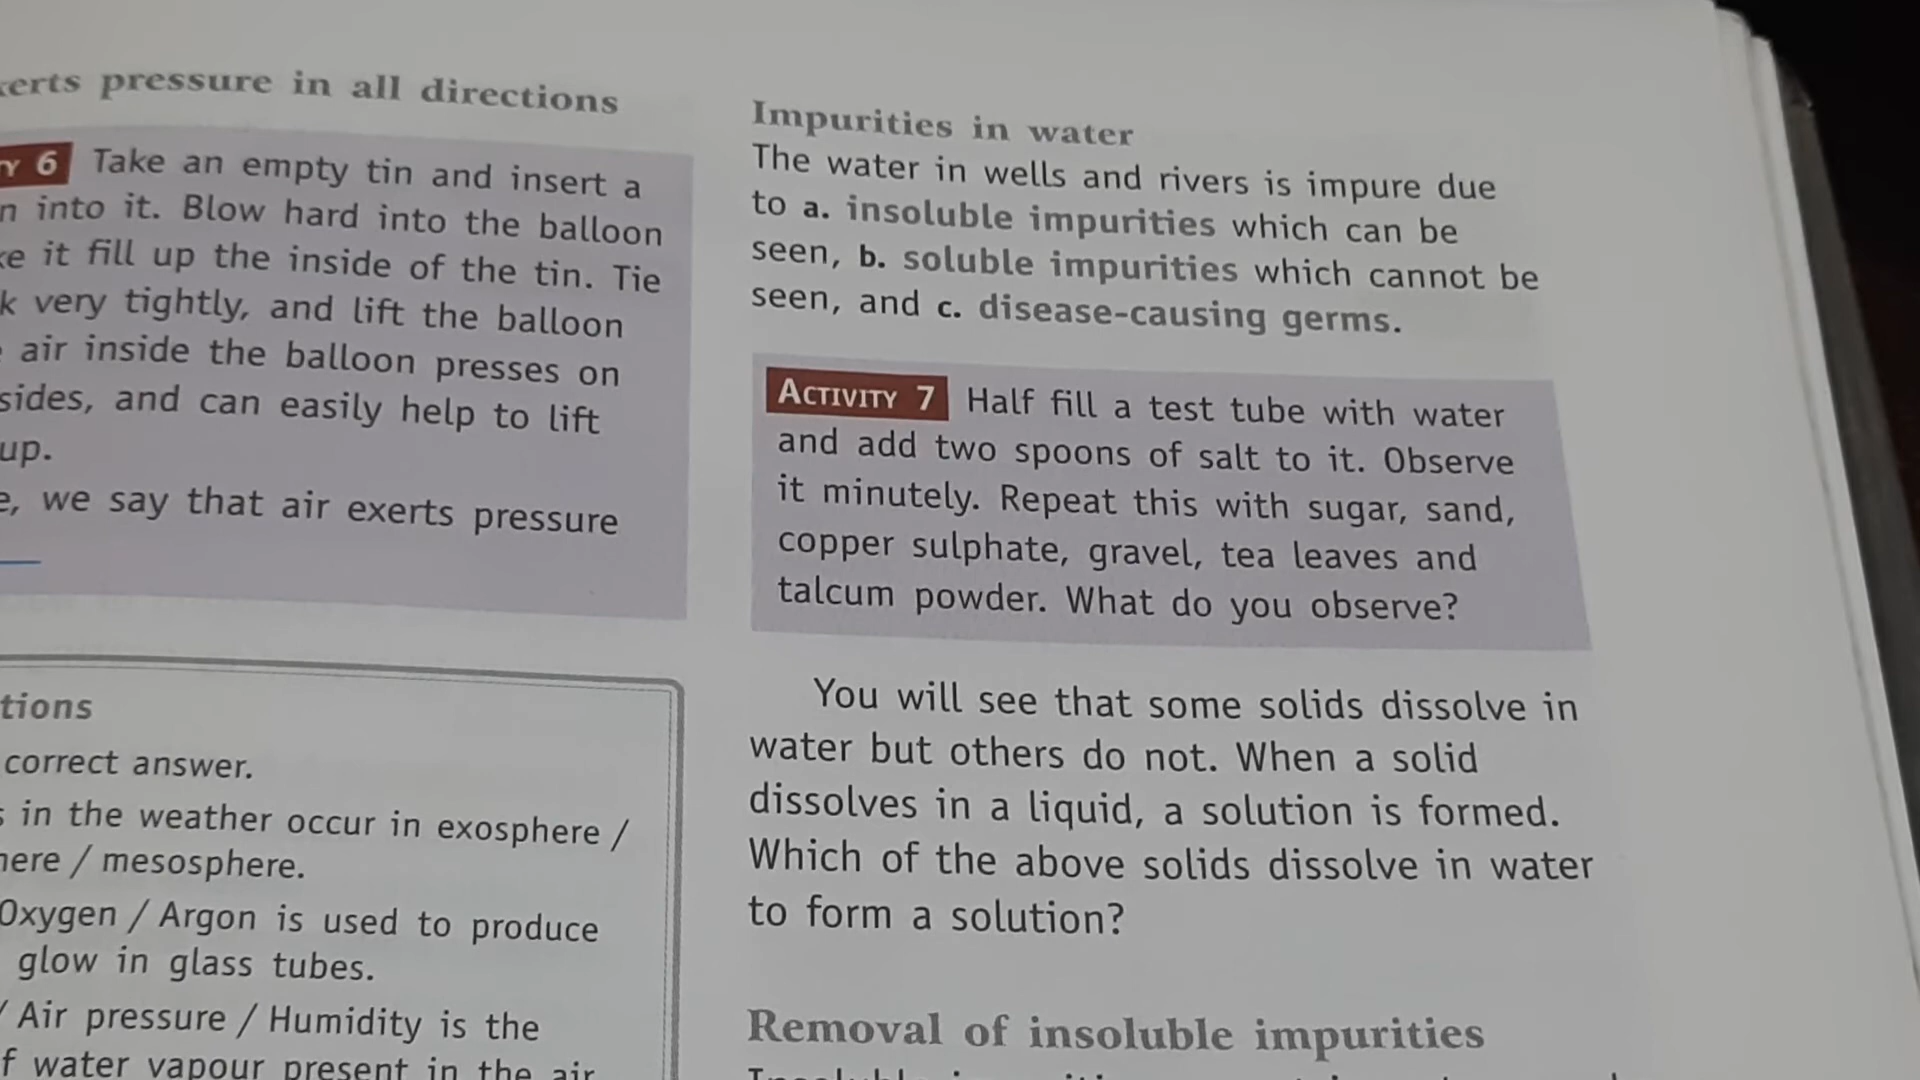 pressure in all directions
6 Take an empty tin and insert a
into it. Blow hard into the balloon
it fill up the inside of the tin. Tie
very tightly, and lift the balloon
air inside the balloon presses on
sides, and can easily help to lift
up.
we say that air exerts pressure
correct answer.
in the weather occur in exosphere /
/ mesosphere.
Oxygen / Argon is used to produce
glow in glass tubes.
/ Air pressure / Humidity is the
water vapour present in the air
Impurities in water
The water in wells and rivers is impure due
to a. insoluble impurities which can be
seen, b. soluble impurities which cannot be
seen, and c. disease-causing germs.
ACTIVITY 7 Half fill a test tube with water
and add two spoons of salt to it. Observe
it minutely. Repeat this with sugar, sand,
copper sulphate, gravel, tea leaves and
talcum powder. What do you observe?
You will see that some solids dissolve in
water but others do not. When a solid
dissolves in a liquid, a solution is formed.
Which of the above solids dissolve in water
to form a solution?
Removal of insoluble impurities